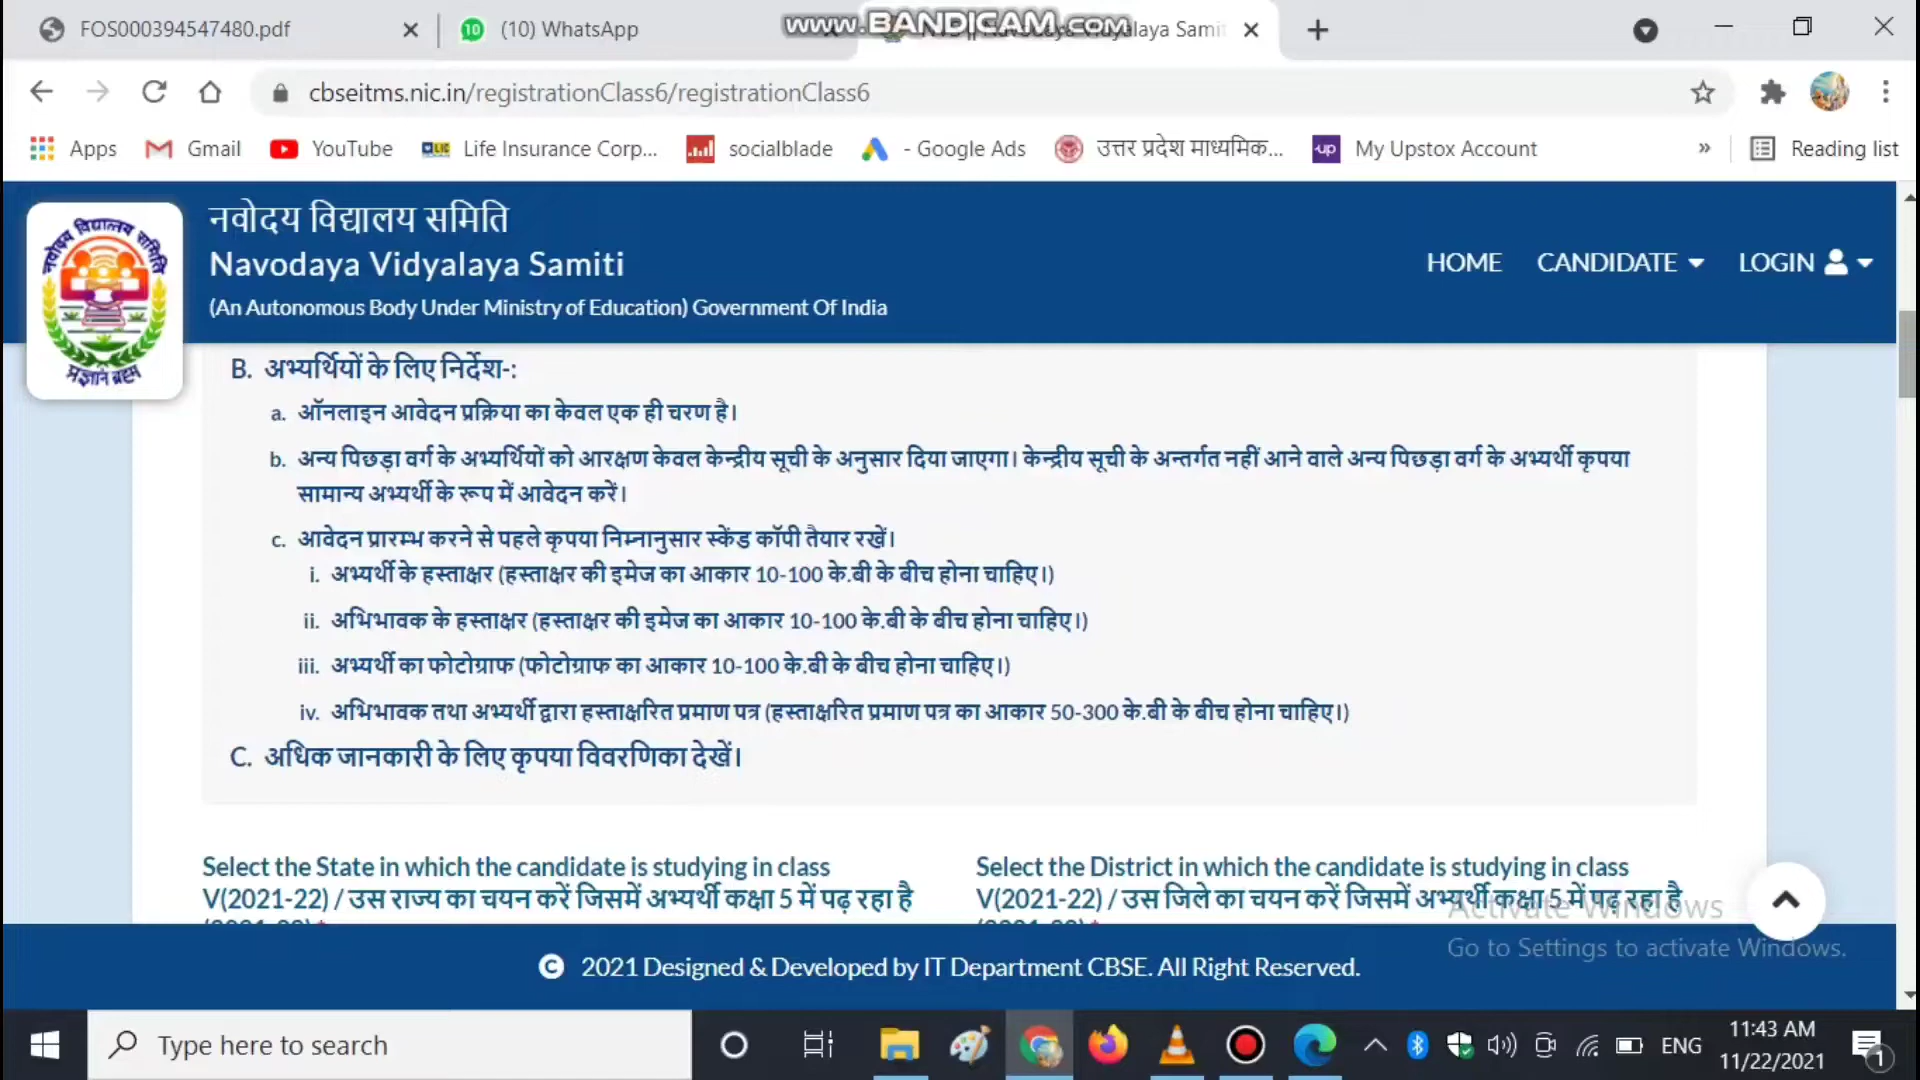 FOS000394547480.pdf
(10) WhatsApp
www.BANDICAM.com
Vidyalaya Samit
cbseitms.nic.in/registrationClass6/registrationClass6
Apps
Gmail
YouTube
LIC
Life Insurance Corp...
socialblade
- Google Ads
उत्तर प्रदेश माध्यमिक...
up
My Upstox Account
»
Reading list
नवोदय विद्यालय समिति
नवोदय विद्यालय समिति
Navodaya Vidyalaya Samiti
(An Autonomous Body Under Ministry of Education) Government Of India
HOME
CANDIDATE
LOGIN
प्रज्ञानं ब्रह्म
B. अभ्यर्थियों के लिए निर्देश-:
a. ऑनलाइन आवेदन प्रक्रिया का केवल एक ही चरण है।
b. अन्य पिछड़ा वर्ग के अभ्यर्थियों को आरक्षण केवल केन्द्रीय सूची के अनुसार दिया जाएगा। केन्द्रीय सूची के अन्तर्गत नहीं आने वाले अन्य पिछड़ा वर्ग के अभ्यर्थी कृपया
सामान्य अभ्यर्थी के रूप में आवेदन करें।
c. आवेदन प्रारम्भ करने से पहले कृपया निम्नानुसार स्केंड कॉपी तैयार रखें।
i. अभ्यर्थी के हस्ताक्षर (हस्ताक्षर की इमेज का आकार 10-100 के.बी के बीच होना चाहिए।)
ii. अभिभावक के हस्ताक्षर (हस्ताक्षर की इमेज का आकार 10-100 के.बी के बीच होना चाहिए।)
iii. अभ्यर्थी का फोटोग्राफ (फोटोग्राफ का आकार 10-100 के.बी के बीच होना चाहिए।)
iv. अभिभावक तथा अभ्यर्थी द्वारा हस्ताक्षरित प्रमाण पत्र (हस्ताक्षरित प्रमाण पत्र का आकार 50-300 के.बी के बीच होना चाहिए।)
C. अधिक जानकारी के लिए कृपया विवरणिका देखें।
Select the State in which the candidate is studying in class
V(2021-22) / उस राज्य का चयन करें जिसमें अभ्यर्थी कक्षा 5 में पढ़ रहा है
Select the District in which the candidate is studying in class
V(2021-22) / उस जिले का चयन करें जिसमें अभ्यर्थी कक्षा 5 में पढ़ रहा है
Activate Windows
Go to Settings to activate Windows.
© 2021 Designed & Developed by IT Department CBSE. All Right Reserved.
Type here to search
ENG
11:43 AM
11/22/2021
1